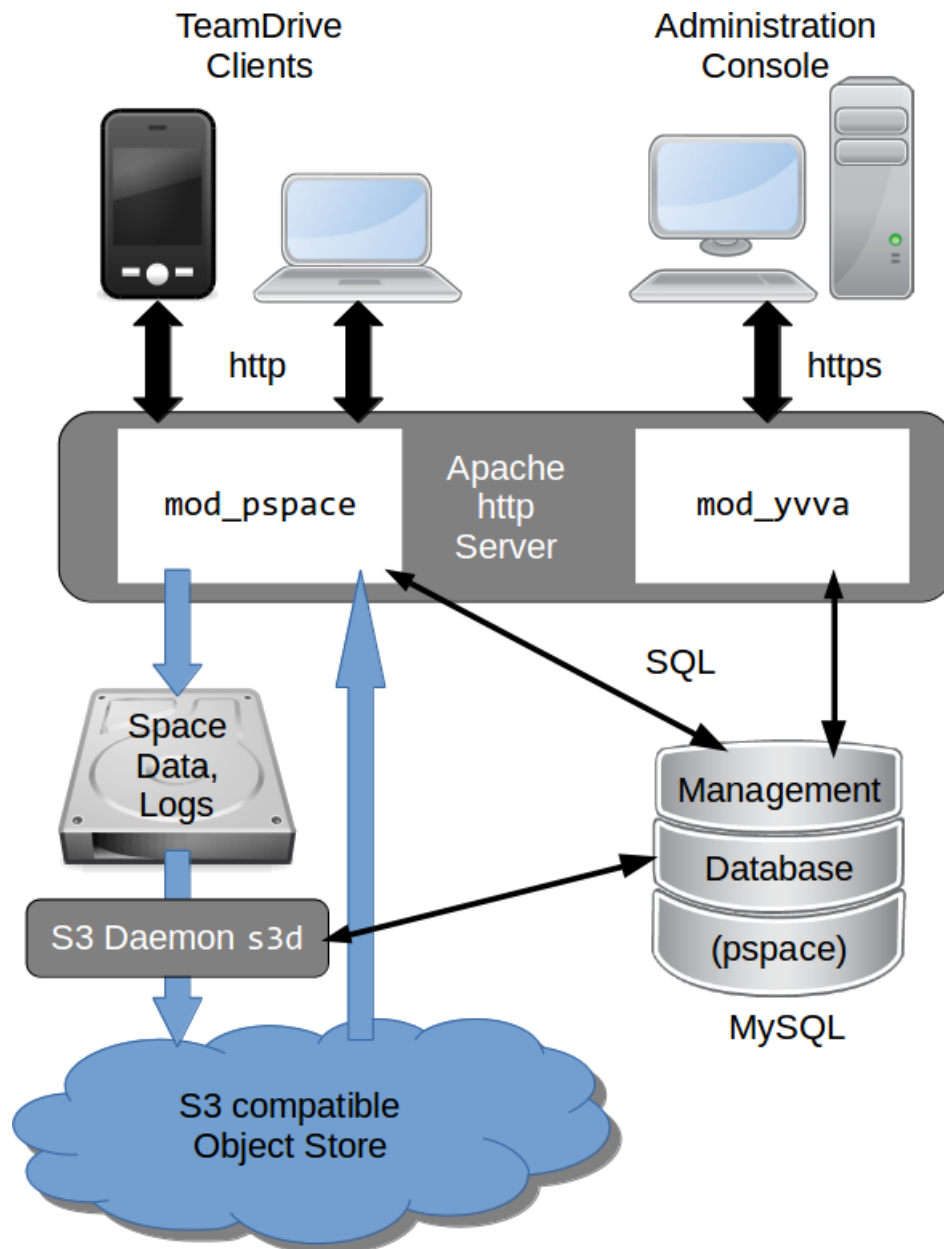 TeamDrive
Clients
Administration
Console
http
https
mod_pspace
Apache
http
Server
mod_yvva
SQL
Space
Data,
Logs
Management
Database
(pspace)
S3 Daemon s3d
MySQL
S3 compatible
Object Store